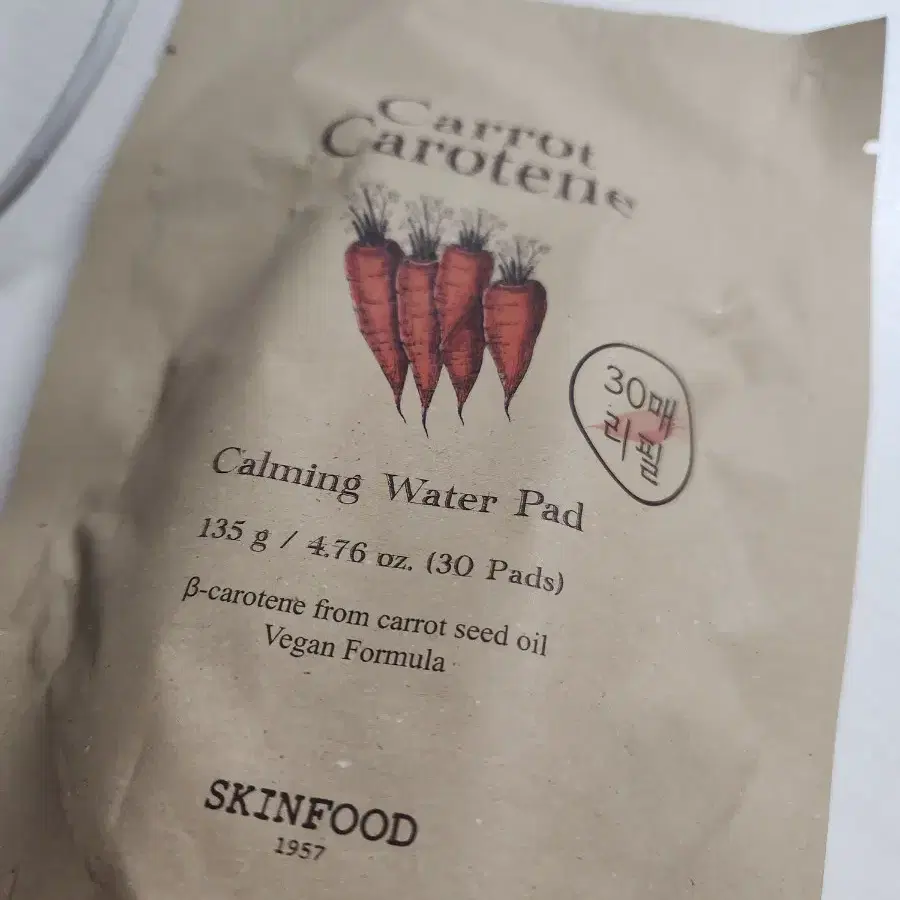 Carrot
Carotene
30매
리필
Calming Water Pad
135 g / 4.76 oz. (30 Pads)
β-carotene from carrot seed oil
Vegan Formula
SKINFOOD
1957